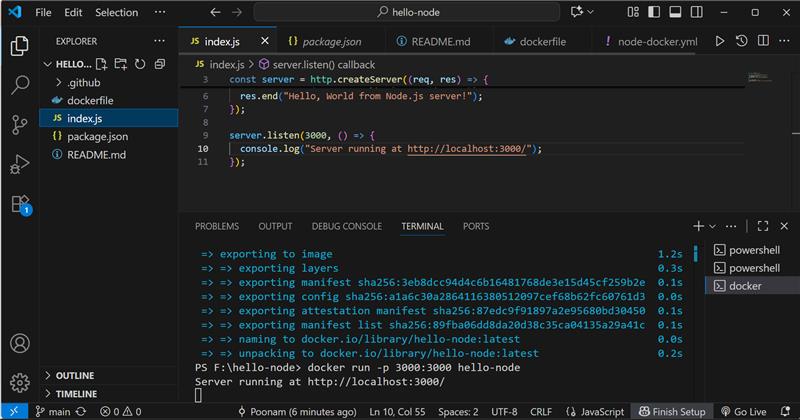 File Edit Selection ... hello-node
EXPLORER ...
HELLO...
.github
dockerfile
index.js
package.json
README.md
1
OUTLINE
TIMELINE
JS index.js
{} package.json
README.md
dockerfile
! node-docker.yml
JS index.js > server.listen() callback
3 const server = http.createServer((req, res) => {
6 res.end("Hello, World from Node.js server!");
7 });
8
9 server.listen(3000, () => {
10 console.log("Server running at http://localhost:3000/");
11 });
PROBLEMS OUTPUT DEBUG CONSOLE TERMINAL PORTS
=> exporting to image 1.2s
=> => exporting layers 0.3s
=> => exporting manifest sha256:3eb8dcc94d4c6b16481768de3e15d45cf259b2e 0.1s
=> => exporting config sha256:a1a6c30a2864116380512097cef68b62fc60761d3 0.0s
=> => exporting attestation manifest sha256:87edc9f91897a2e95680bd30450 0.1s
=> => exporting manifest list sha256:89fba06dd8da20d38c35ca04135a29a41c 0.1s
=> => naming to docker.io/library/hello-node:latest 0.0s
=> => unpacking to docker.io/library/hello-node:latest 0.2s
PS F:\hello-node> docker run -p 3000:3000 hello-node
Server running at http://localhost:3000/
powershell
powershell
docker
main 0 0 Poonam (6 minutes ago) Ln 10, Col 55 Spaces: 2 UTF-8 CRLF {} JavaScript Finish Setup Go Live